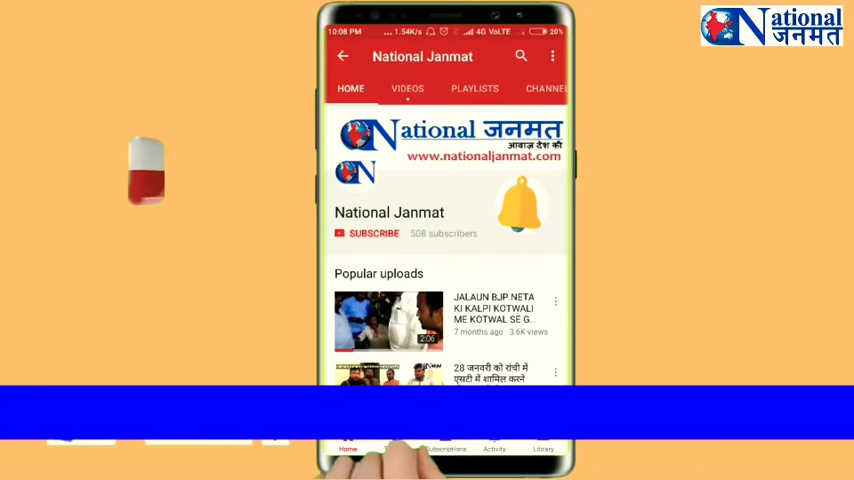 National
जनमत
10:08 PM ... 1.54K/s 4G VoLTE 20%
National Janmat
HOME VIDEOS PLAYLISTS CHANNEL
National जनमत
आवाज़ देश की
www.nationaljanmat.com
N
National Janmat
SUBSCRIBE 508 subscribers
Popular uploads
JALAUN BJP NETA
KI KALPI KOTWALI
ME KOTWAL SE G...
7 months ago · 3.6K views
2:06
28 जनवरी को रांची में
एसटी में शामिल करने
Home Subscriptions Activity Library